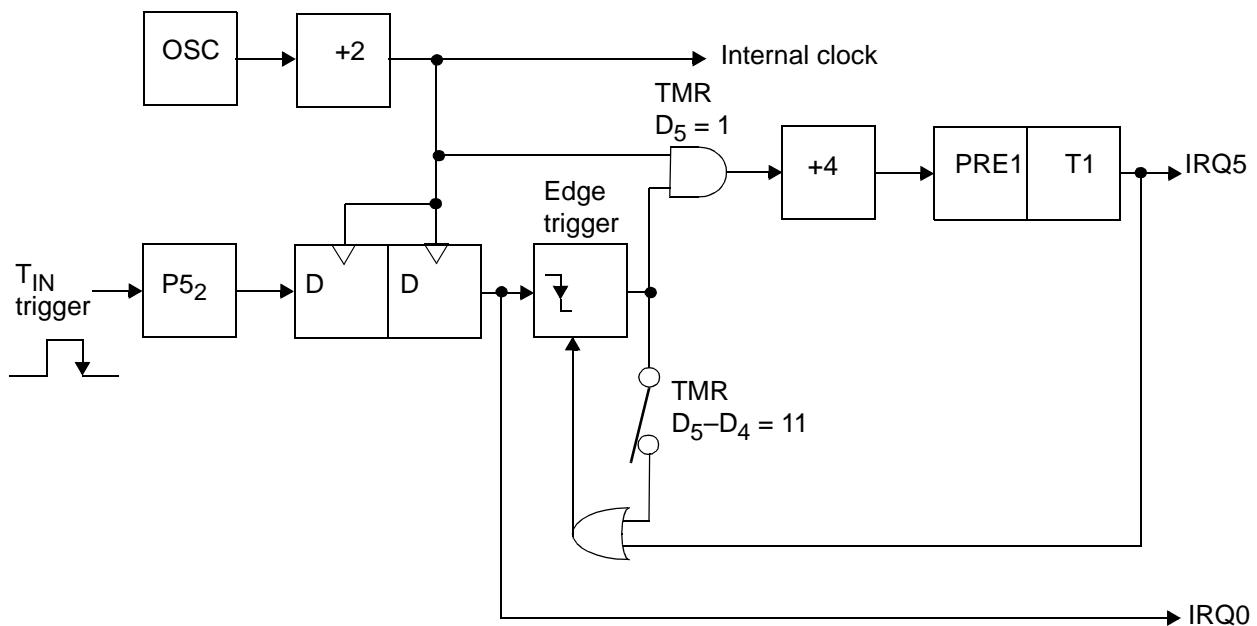 OSC
+2
Internal clock
TMR
D5 = 1
+4
PRE1
T1
IRQ5
Edge
trigger
TIN
trigger
P52
D
D
TMR
D5–D4 = 11
IRQ0